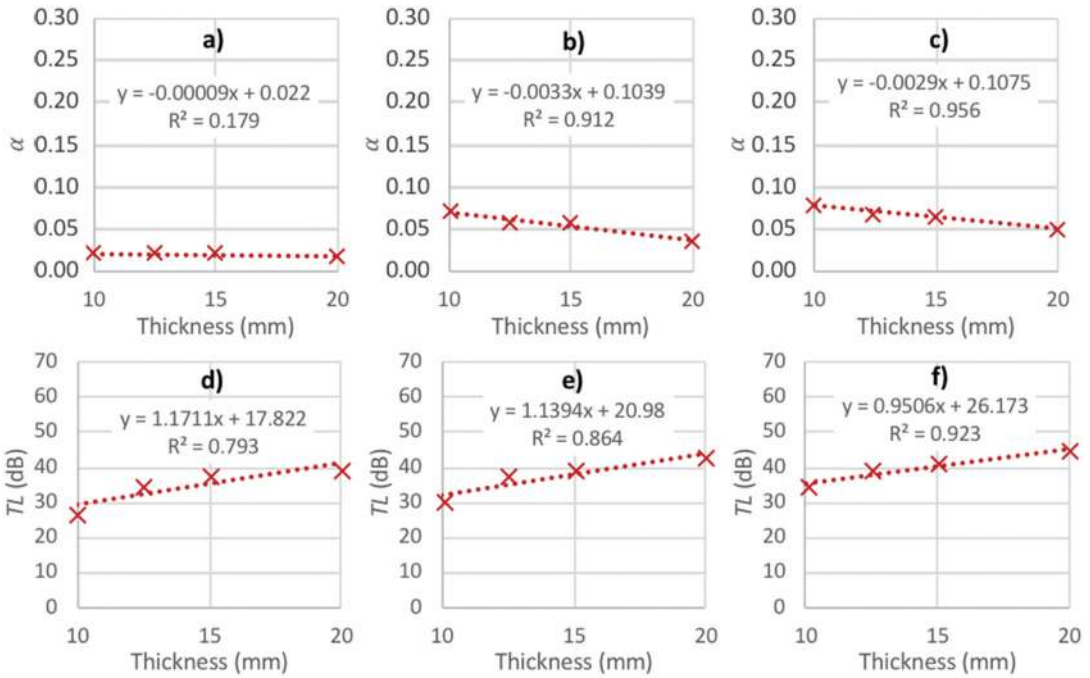 a)
y = -0.00009x + 0.022
R² = 0.179
0.30
0.25
0.20
0.15
0.10
0.05
0.00
α
10 15 20
Thickness (mm)
b)
y = -0.0033x + 0.1039
R² = 0.912
0.30
0.25
0.20
0.15
0.10
0.05
0.00
α
10 15 20
Thickness (mm)
c)
y = -0.0029x + 0.1075
R² = 0.956
0.30
0.25
0.20
0.15
0.10
0.05
0.00
α
10 15 20
Thickness (mm)
d)
y = 1.1711x + 17.822
R² = 0.793
70
60
50
40
30
20
10
0
TL (dB)
10 15 20
Thickness (mm)
e)
y = 1.1394x + 20.98
R² = 0.864
70
60
50
40
30
20
10
0
TL (dB)
10 15 20
Thickness (mm)
f)
y = 0.9506x + 26.173
R² = 0.923
70
60
50
40
30
20
10
0
TL (dB)
10 15 20
Thickness (mm)